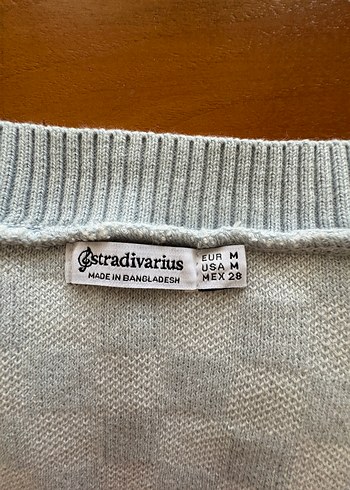 stradivarius
MADE IN BANGLADESH
EUR M
USA M
MEX 28